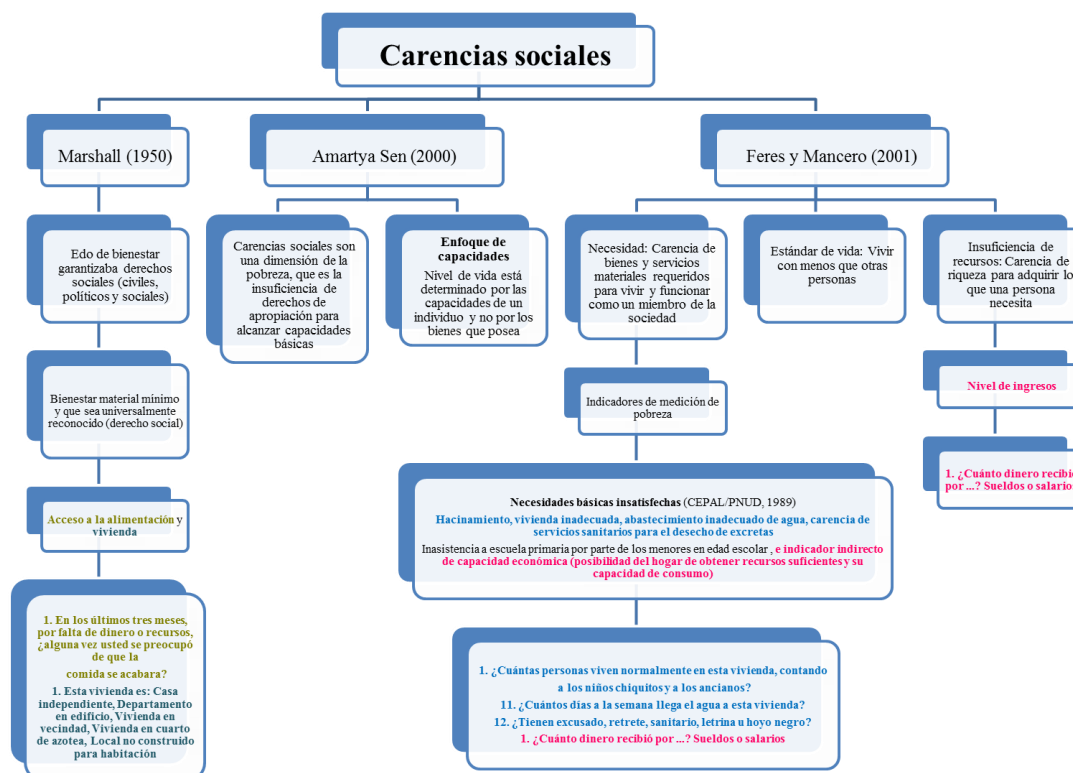 Carencias sociales
Marshall (1950)
Amartya Sen (2000)
Feres y Mancero (2001)
Edo de bienestar
garantizaba derechos
sociales (civiles,
políticos y sociales)
Carencias sociales son
una dimensión de la
pobreza, que es la
insuficiencia de
derechos de
apropiación para
alcanzar capacidades
básicas
Enfoque de
capacidades
Nivel de vida está
determinado por las
capacidades de un
individuo y no por los
bienes que posea
Necesidad: Carencia de
bienes y servicios
materiales requeridos
para vivir y funcionar
como un miembro de la
sociedad
Estándar de vida: Vivir
con menos que otras
personas
Insuficiencia de
recursos: Carencia de
riqueza para adquirir lo
que una persona
necesita
Bienestar material mínimo
y que sea universalmente
reconocido (derecho social)
Indicadores de medición de
pobreza
Nivel de ingresos
1. ¿Cuánto dinero recibió
por ...? Sueldos o salarios
Acceso a la alimentación y
vivienda
Necesidades básicas insatisfechas (CEPAL/PNUD, 1989)
Hacinamiento, vivienda inadecuada, abastecimiento inadecuado de agua, carencia de
servicios sanitarios para el desecho de excretas
Inasistencia a escuela primaria por parte de los menores en edad escolar , e indicador indirecto
de capacidad económica (posibilidad del hogar de obtener recursos suficientes y su
capacidad de consumo)
1. En los últimos tres meses,
por falta de dinero o recursos,
¿alguna vez usted se preocupó
de que la
comida se acabara?
1. Esta vivienda es: Casa
independiente, Departamento
en edificio, Vivienda en
vecindad, Vivienda en cuarto
de azotea, Local no construido
para habitación
1. ¿Cuántas personas viven normalmente en esta vivienda, contando
a los niños chiquitos y a los ancianos?
11. ¿Cuántos días a la semana llega el agua a esta vivienda?
12. ¿Tienen excusado, retrete, sanitario, letrina u hoyo negro?
1. ¿Cuánto dinero recibió por ...? Sueldos o salarios